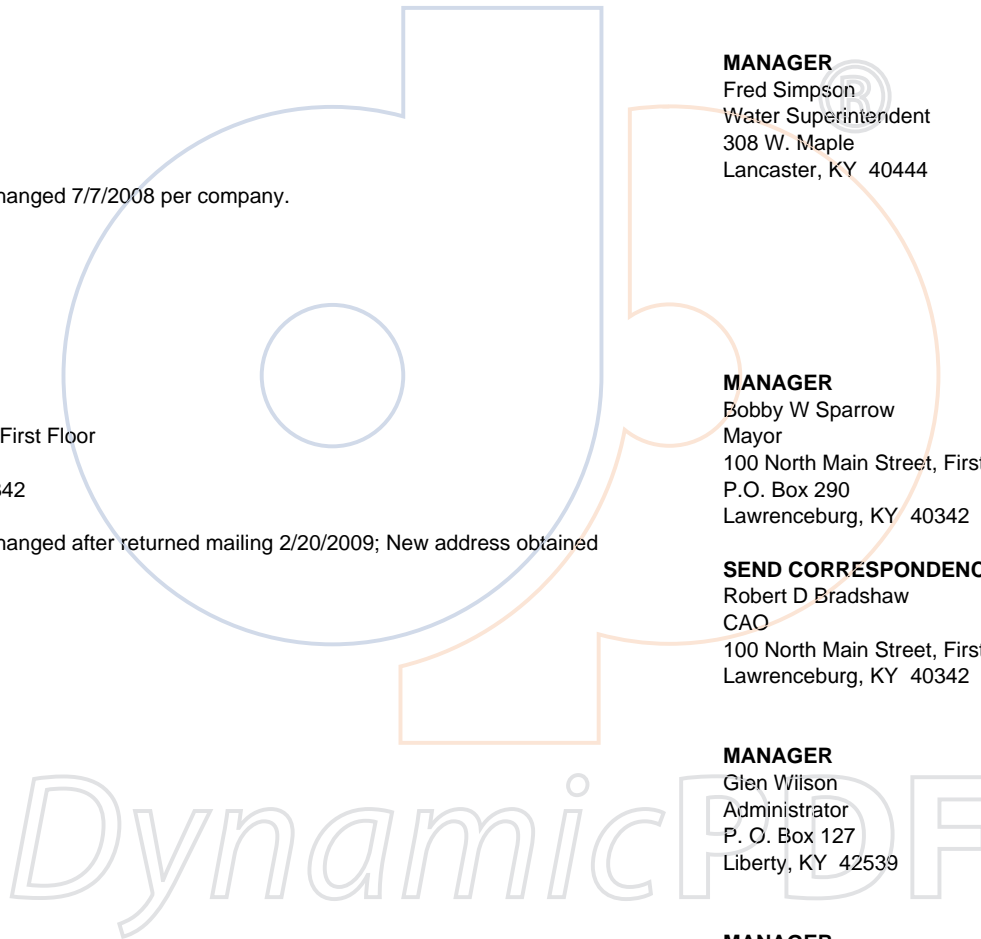 hanged 7/7/2008 per company.
First Floor
342
hanged after returned mailing 2/20/2009; New address obtained
MANAGER
Fred Simpson
Water Superintendent
308 W. Maple
Lancaster, KY 40444
MANAGER
Bobby W Sparrow
Mayor
100 North Main Street, First
P.O. Box 290
Lawrenceburg, KY 40342
SEND CORRESPONDENC
Robert D Bradshaw
CAO
100 North Main Street, First
Lawrenceburg, KY 40342
MANAGER
Glen Wilson
Administrator
P. O. Box 127
Liberty, KY 42539
MANAGER
DynamicPDF
®